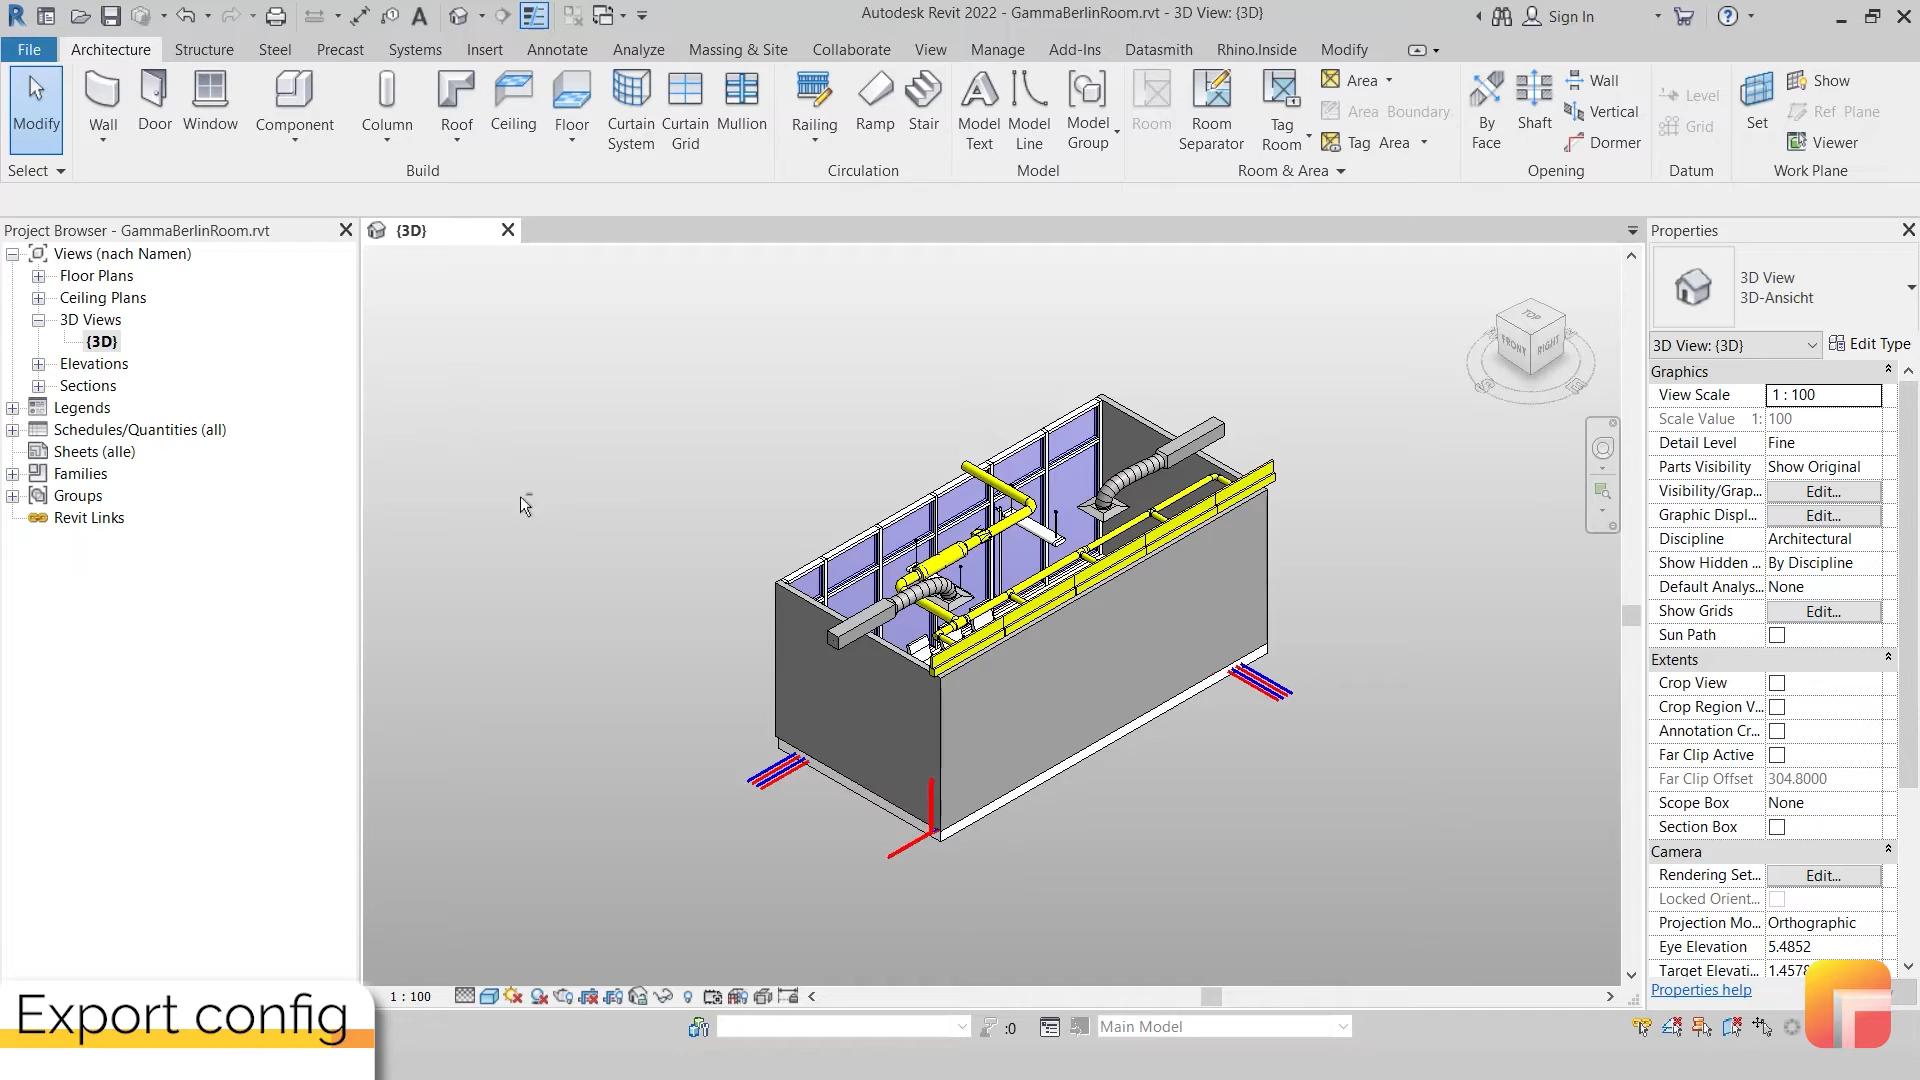 Autodesk Revit 2022 - GammaBerlinRoom.rvt - 3D View: {3D}
Sign In
File Architecture Structure Steel Precast Systems Insert Annotate Analyze Massing & Site Collaborate View Manage Add-Ins Datasmith Rhino.Inside Modify
Modify
Wall
Door
Window
Component
Column
Roof
Ceiling
Floor
Curtain System
Curtain Grid
Mullion
Railing
Ramp
Stair
Model Text
Model Line
Model Group
Room
Room Separator
Tag Room
Area
Area Boundary
Tag Area
By Face
Shaft
Wall
Vertical
Dormer
Level
Grid
Set
Show
Ref Plane
Viewer
Select
Build
Circulation
Model
Room & Area
Opening
Datum
Work Plane
Project Browser - GammaBerlinRoom.rvt
Views (nach Namen)
Floor Plans
Ceiling Plans
3D Views
{3D}
Elevations
Sections
Legends
Schedules/Quantities (all)
Sheets (alle)
Families
Groups
Revit Links
{3D}
TOP
FRONT
RIGHT
S
E
Properties
3D View
3D-Ansicht
3D View: {3D}
Edit Type
Graphics
View Scale 1 : 100
Scale Value 1: 100
Detail Level Fine
Parts Visibility Show Original
Visibility/Grap... Edit...
Graphic Displ... Edit...
Discipline Architectural
Show Hidden ... By Discipline
Default Analys... None
Show Grids Edit...
Sun Path
Extents
Crop View
Crop Region V...
Annotation Cr...
Far Clip Active
Far Clip Offset 304.8000
Scope Box None
Section Box
Camera
Rendering Set... Edit...
Locked Orient...
Projection Mo... Orthographic
Eye Elevation 5.4852
Target Elevati... 1.4578
Properties help
1 : 100
:0
Main Model
Export config